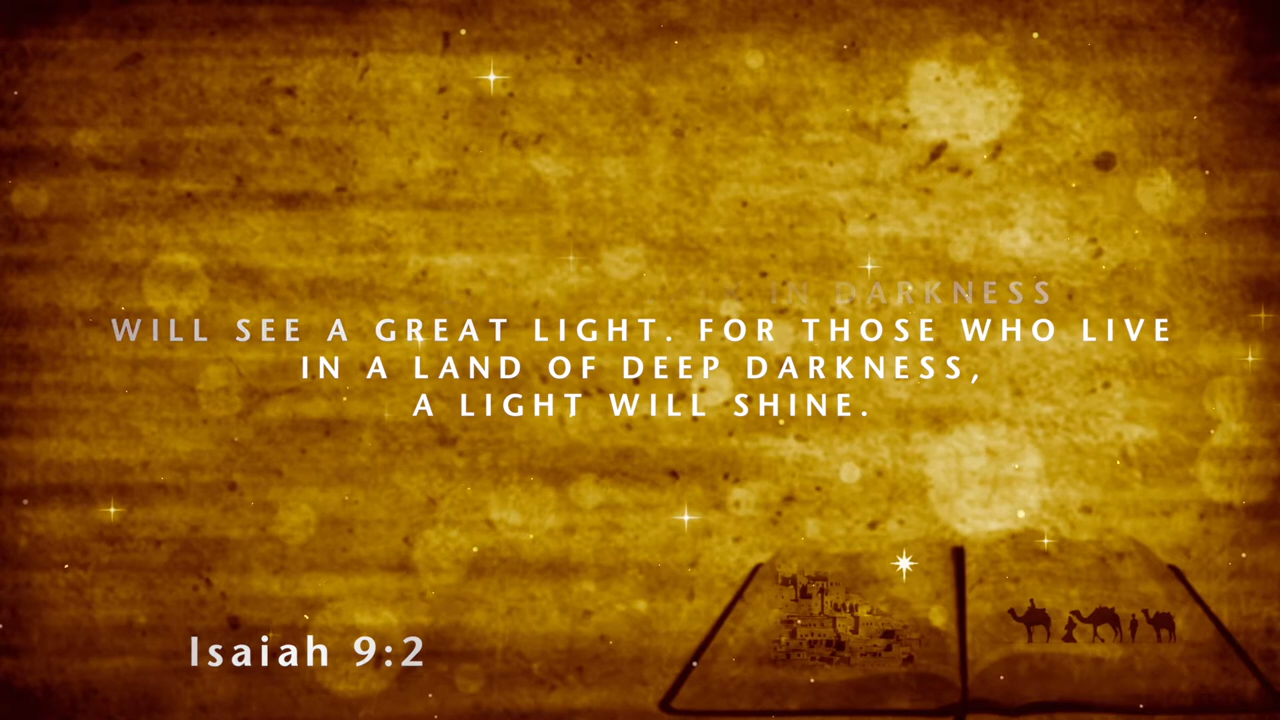 IN DARKNESS
WILL SEE A GREAT LIGHT. FOR THOSE WHO LIVE
IN A LAND OF DEEP DARKNESS,
A LIGHT WILL SHINE.
Isaiah 9:2